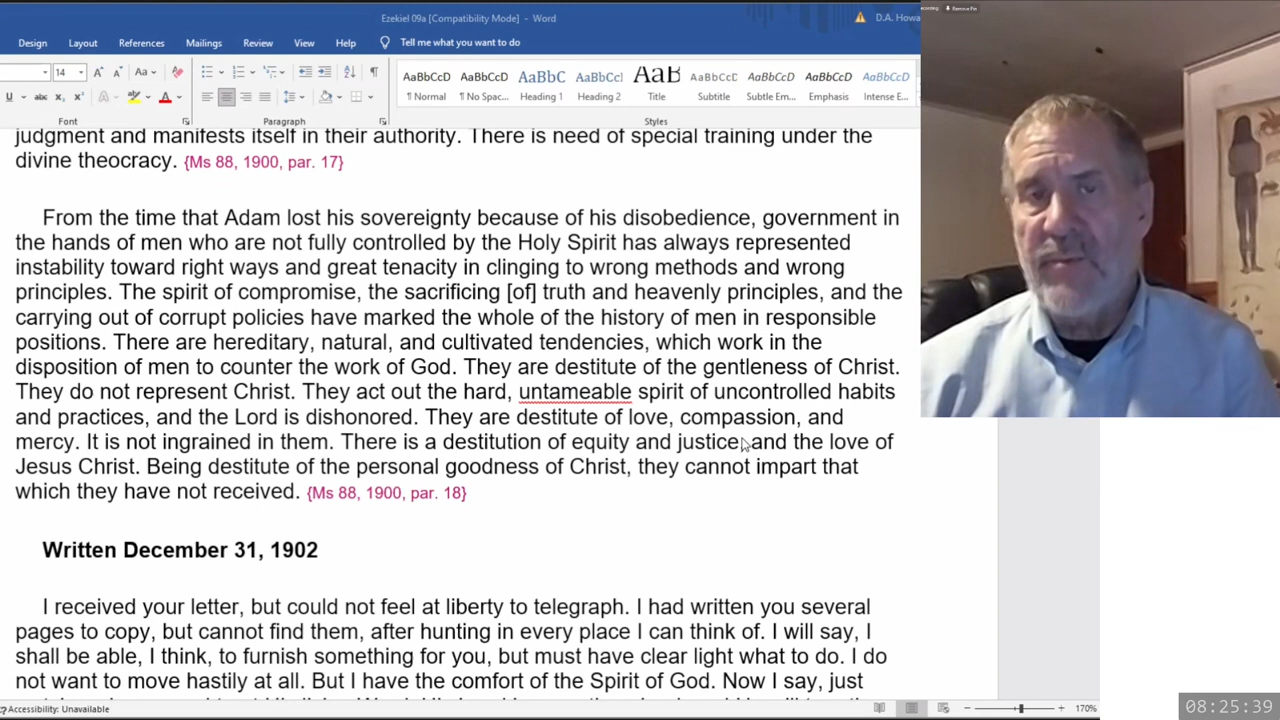 Ezekiel 09a [Compatibility Mode] - Word
D.A. Howa
Design Layout References Mailings Review View Help Tell me what you want to do
14 Aa
U abc x₂ x² A ab A
AaBbCcD AaBbCcD AaBbC AaBbCcl AaB AaBbCcD AaBbCcD AaBbCcD AaBbCcD
¶ Normal ¶ No Spac... Heading 1 Heading 2 Title Subtitle Subtle Em... Emphasis Intense E...
Font Paragraph Styles
judgment and manifests itself in their authority. There is need of special training under the
divine theocracy. {Ms 88, 1900, par. 17}
From the time that Adam lost his sovereignty because of his disobedience, government in
the hands of men who are not fully controlled by the Holy Spirit has always represented
instability toward right ways and great tenacity in clinging to wrong methods and wrong
principles. The spirit of compromise, the sacrificing [of] truth and heavenly principles, and the
carrying out of corrupt policies have marked the whole of the history of men in responsible
positions. There are hereditary, natural, and cultivated tendencies, which work in the
disposition of men to counter the work of God. They are destitute of the gentleness of Christ.
They do not represent Christ. They act out the hard, untameable spirit of uncontrolled habits
and practices, and the Lord is dishonored. They are destitute of love, compassion, and
mercy. It is not ingrained in them. There is a destitution of equity and justice and the love of
Jesus Christ. Being destitute of the personal goodness of Christ, they cannot impart that
which they have not received. {Ms 88, 1900, par. 18}
Written December 31, 1902
I received your letter, but could not feel at liberty to telegraph. I had written you several
pages to copy, but cannot find them, after hunting in every place I can think of. I will say, I
shall be able, I think, to furnish something for you, but must have clear light what to do. I do
not want to move hastily at all. But I have the comfort of the Spirit of God. Now I say, just
Accessibility: Unavailable
170%
08:25:39